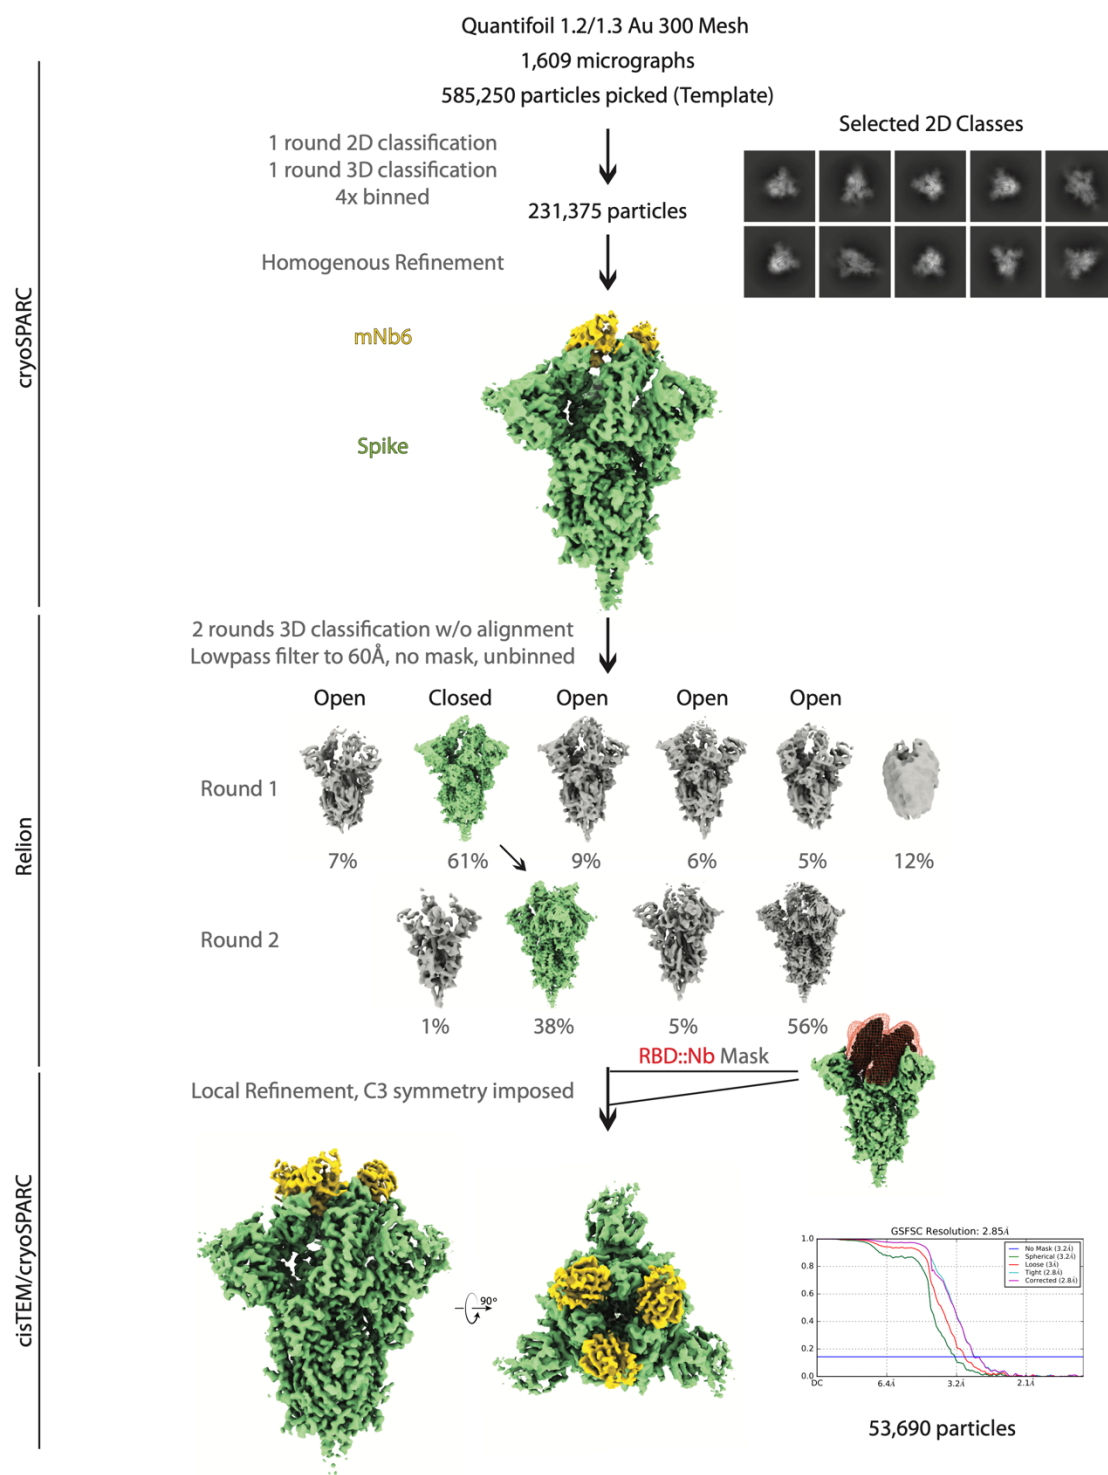 Quantifoil 1.2/1.3 Au 300 Mesh
1,609 micrographs
585,250 particles picked (Template)
Selected 2D Classes
1 round 2D classification
1 round 3D classification
4x binned
231,375 particles
Homogenous Refinement
cryoSPARC
mNb6
Spike
2 rounds 3D classification w/o alignment
Lowpass filter to 60Å, no mask, unbinned
Relion
Open Closed Open Open Open
Round 1
7% 61% 9% 6% 5% 12%
Round 2
1% 38% 5% 56%
RBD::Nb Mask
Local Refinement, C3 symmetry imposed
cisTEM/cryoSPARC
90°
GSFSC Resolution: 2.85Å
No Mask (3.2Å)
Spherical (3.2Å)
Loose (3Å)
Tight (2.8Å)
Corrected (2.8Å)
1.0
0.8
0.6
0.4
0.2
0.0
DC 6.4Å 3.2Å 2.1Å
53,690 particles